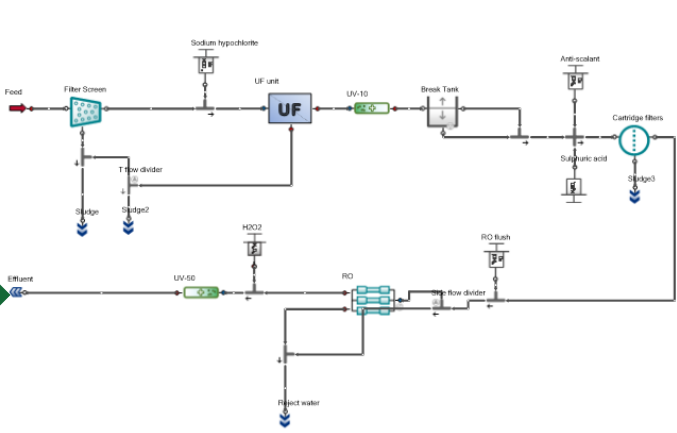 Sodium hypochlorite
Anti-scalant
Feed
Filter Screen
UF unit
UV-10
Break Tank
UF
Cartridge filters
T flow divider
Sulphuric acid
Sludge
Sludge2
Sludge3
H2O2
RO flush
Effluent
UV-50
RO
Side flow divider
Reject water